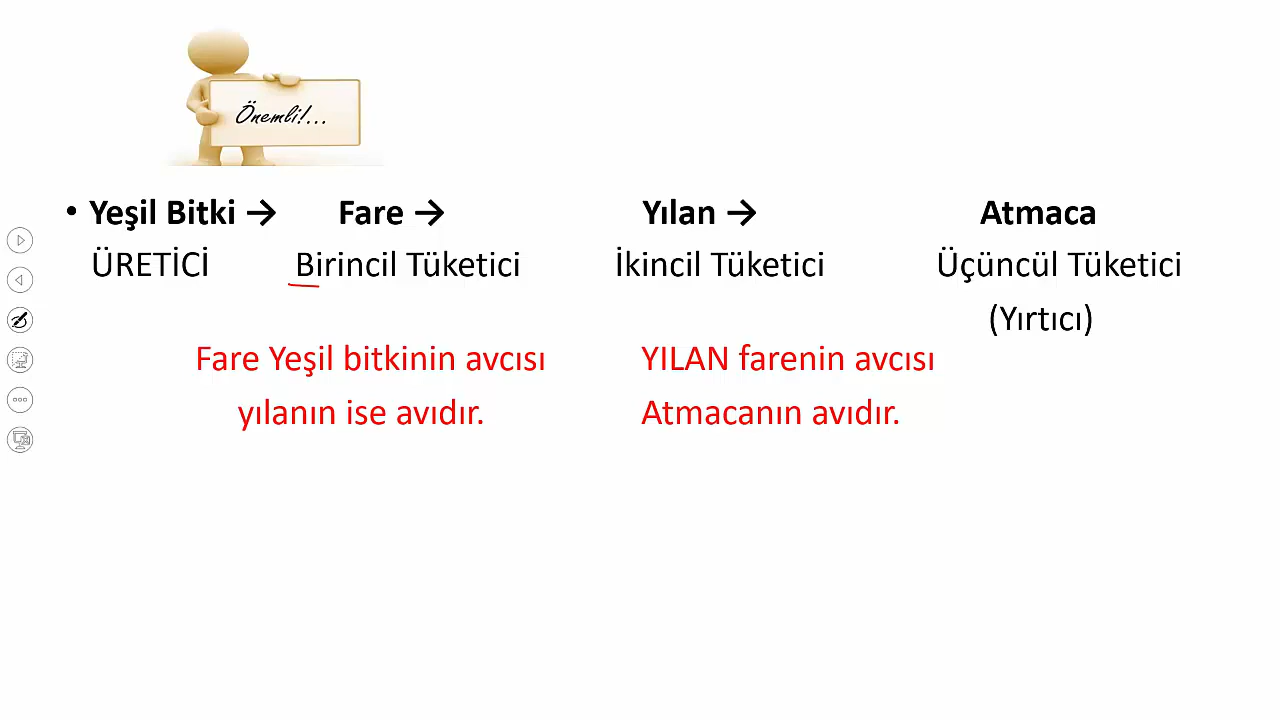 Önemli!...
• Yeşil Bitki → Fare → Yılan → Atmaca
ÜRETİCİ Birincil Tüketici İkincil Tüketici Üçüncül Tüketici
(Yırtıcı)
Fare Yeşil bitkinin avcısı YILAN farenin avcısı
yılanın ise avıdır. Atmacanın avıdır.